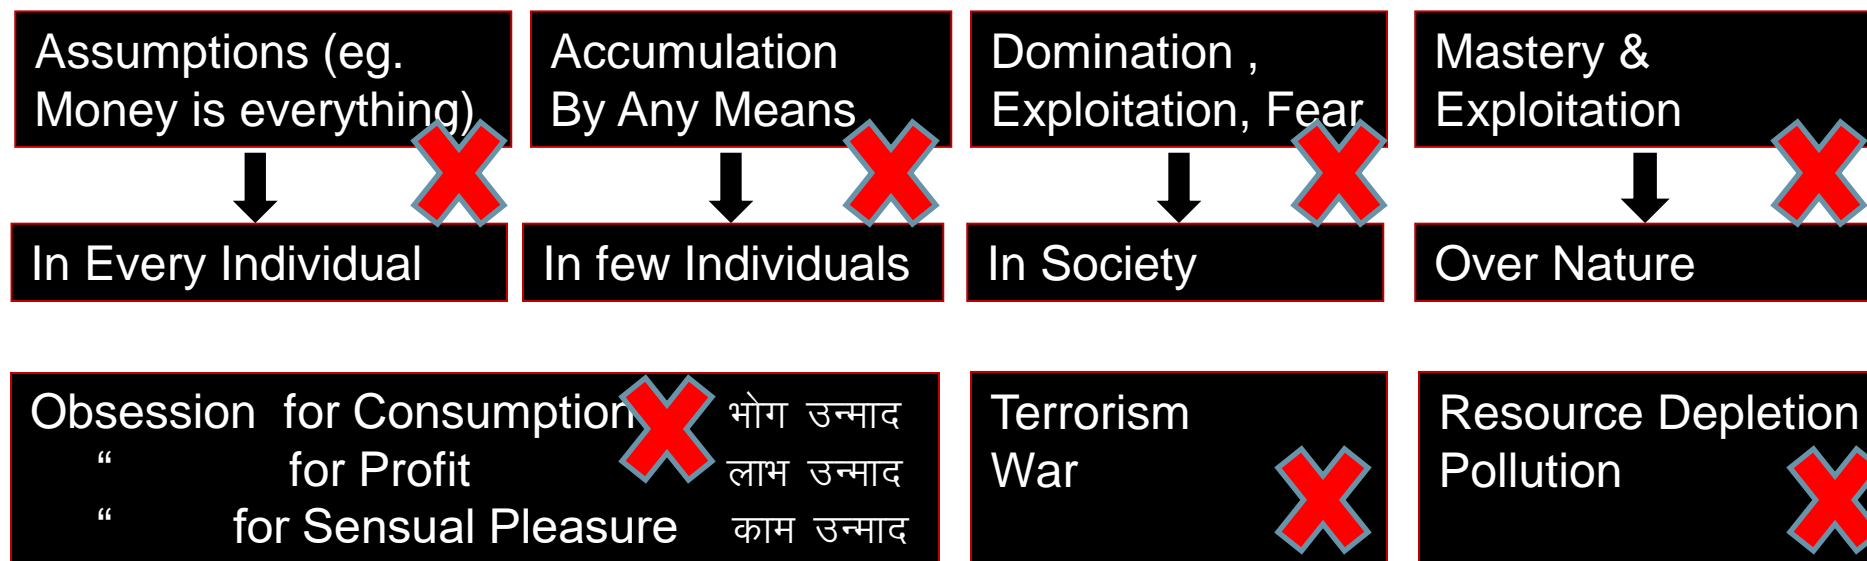 Assumptions (eg.
Money is everything)
Accumulation
By Any Means
Domination ,
Exploitation, Fear
Mastery &
Exploitation
In Every Individual
In few Individuals
In Society
Over Nature
Obsession for Consumption भोग उन्माद
“ for Profit लाभ उन्माद
“ for Sensual Pleasure काम उन्माद
Terrorism
War
Resource Depletion
Pollution